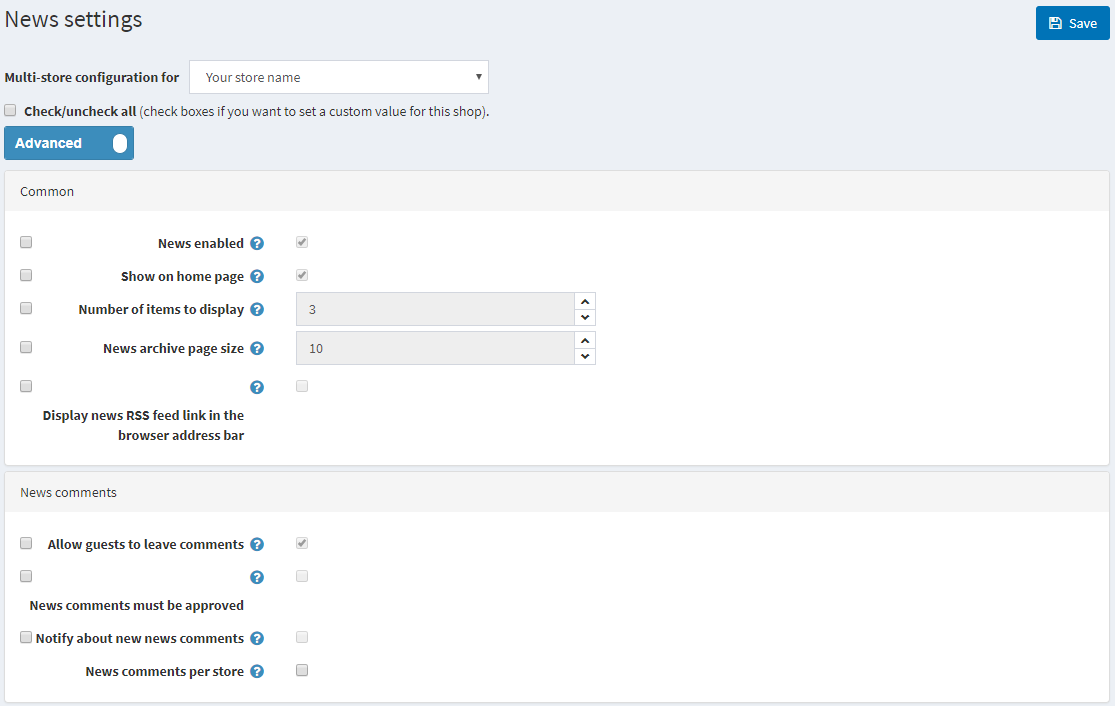 News settings
Save
Multi-store configuration for
Your store name
Check/uncheck all (check boxes if you want to set a custom value for this shop).
Advanced
Common
News enabled ?
Show on home page ?
Number of items to display ? 3
News archive page size ? 10
?
Display news RSS feed link in the
browser address bar
News comments
Allow guests to leave comments ?
?
News comments must be approved
Notify about new news comments ?
News comments per store ?